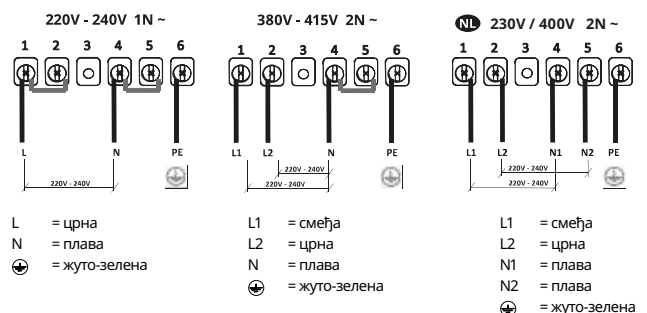 220V - 240V 1N ~
1 2 3 4 5 6
L N PE
220V - 240V
L = црна
N = плава
= жуто-зелена
380V - 415V 2N ~
1 2 3 4 5 6
L1 L2 N PE
220V - 240V
220V - 240V
L1 = смеђа
L2 = црна
N = плава
= жуто-зелена
NL 230V / 400V 2N ~
1 2 3 4 5 6
L1 L2 N1 N2 PE
220V - 240V
220V - 240V
L1 = смеђа
L2 = црна
N1 = плава
N2 = плава
= жуто-зелена